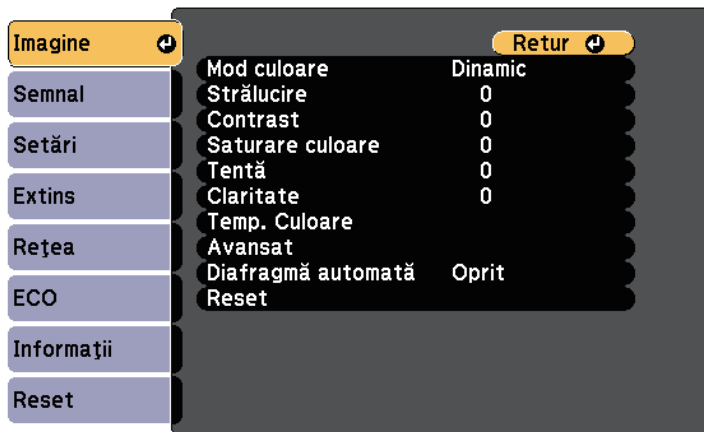 Imagine
Semnal
Setări
Extins
Reţea
ECO
Informaţii
Reset
Retur
Mod culoare Dinamic
Strălucire 0
Contrast 0
Saturare culoare 0
Tentă 0
Claritate 0
Temp. Culoare
Avansat
Diafragmă automată Oprit
Reset